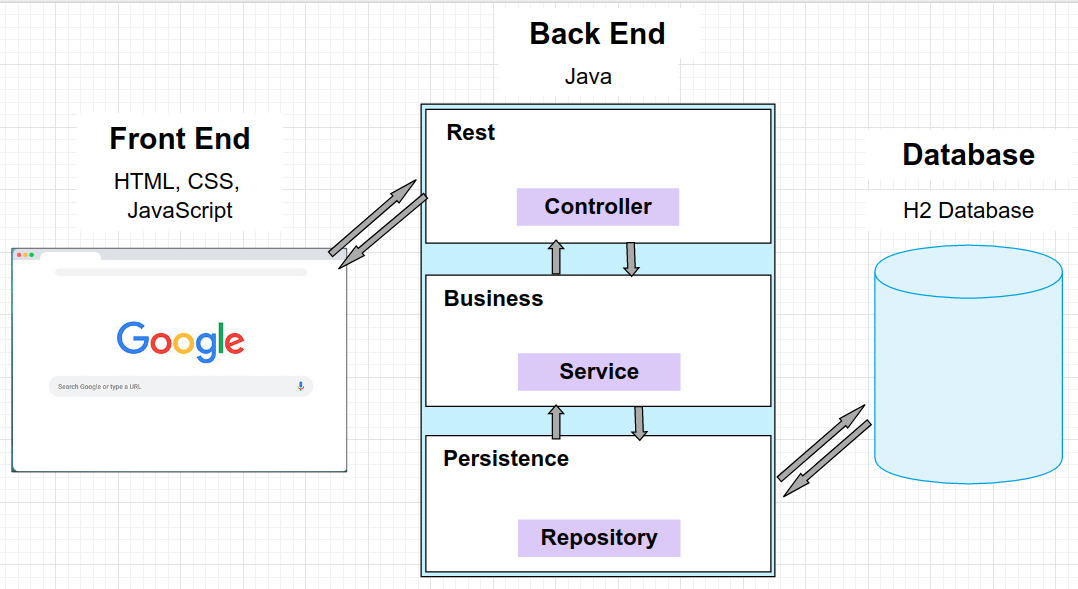 Back End
Java
Front End
HTML, CSS,
JavaScript
Google
Search Google or type a URL
Rest
Controller
Business
Service
Persistence
Repository
Database
H2 Database